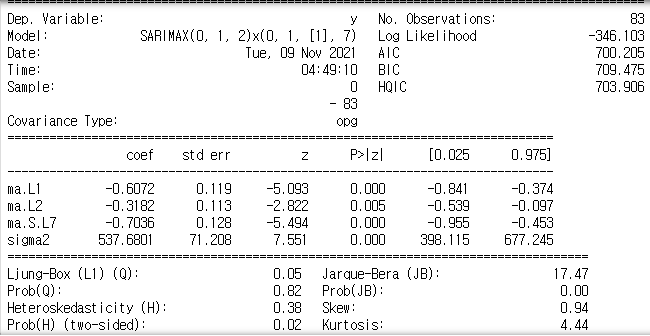 ==============================================================================
Dep. Variable: y No. Observations: 83
Model: SARIMAX(0, 1, 2)x(0, 1, [1], 7) Log Likelihood -346.103
Date: Tue, 09 Nov 2021 AIC 700.205
Time: 04:49:10 BIC 709.475
Sample: 0 HQIC 703.906
- 83
Covariance Type: opg
==============================================================================
coef std err z P>|z| [0.025 0.975]
------------------------------------------------------------------------------
ma.L1 -0.6072 0.119 -5.093 0.000 -0.841 -0.374
ma.L2 -0.3182 0.113 -2.822 0.005 -0.539 -0.097
ma.S.L7 -0.7036 0.128 -5.494 0.000 -0.955 -0.453
sigma2 537.6801 71.208 7.551 0.000 398.115 677.245
==============================================================================
Ljung-Box (L1) (Q): 0.05 Jarque-Bera (JB): 17.47
Prob(Q): 0.82 Prob(JB): 0.00
Heteroskedasticity (H): 0.38 Skew: 0.94
Prob(H) (two-sided): 0.02 Kurtosis: 4.44